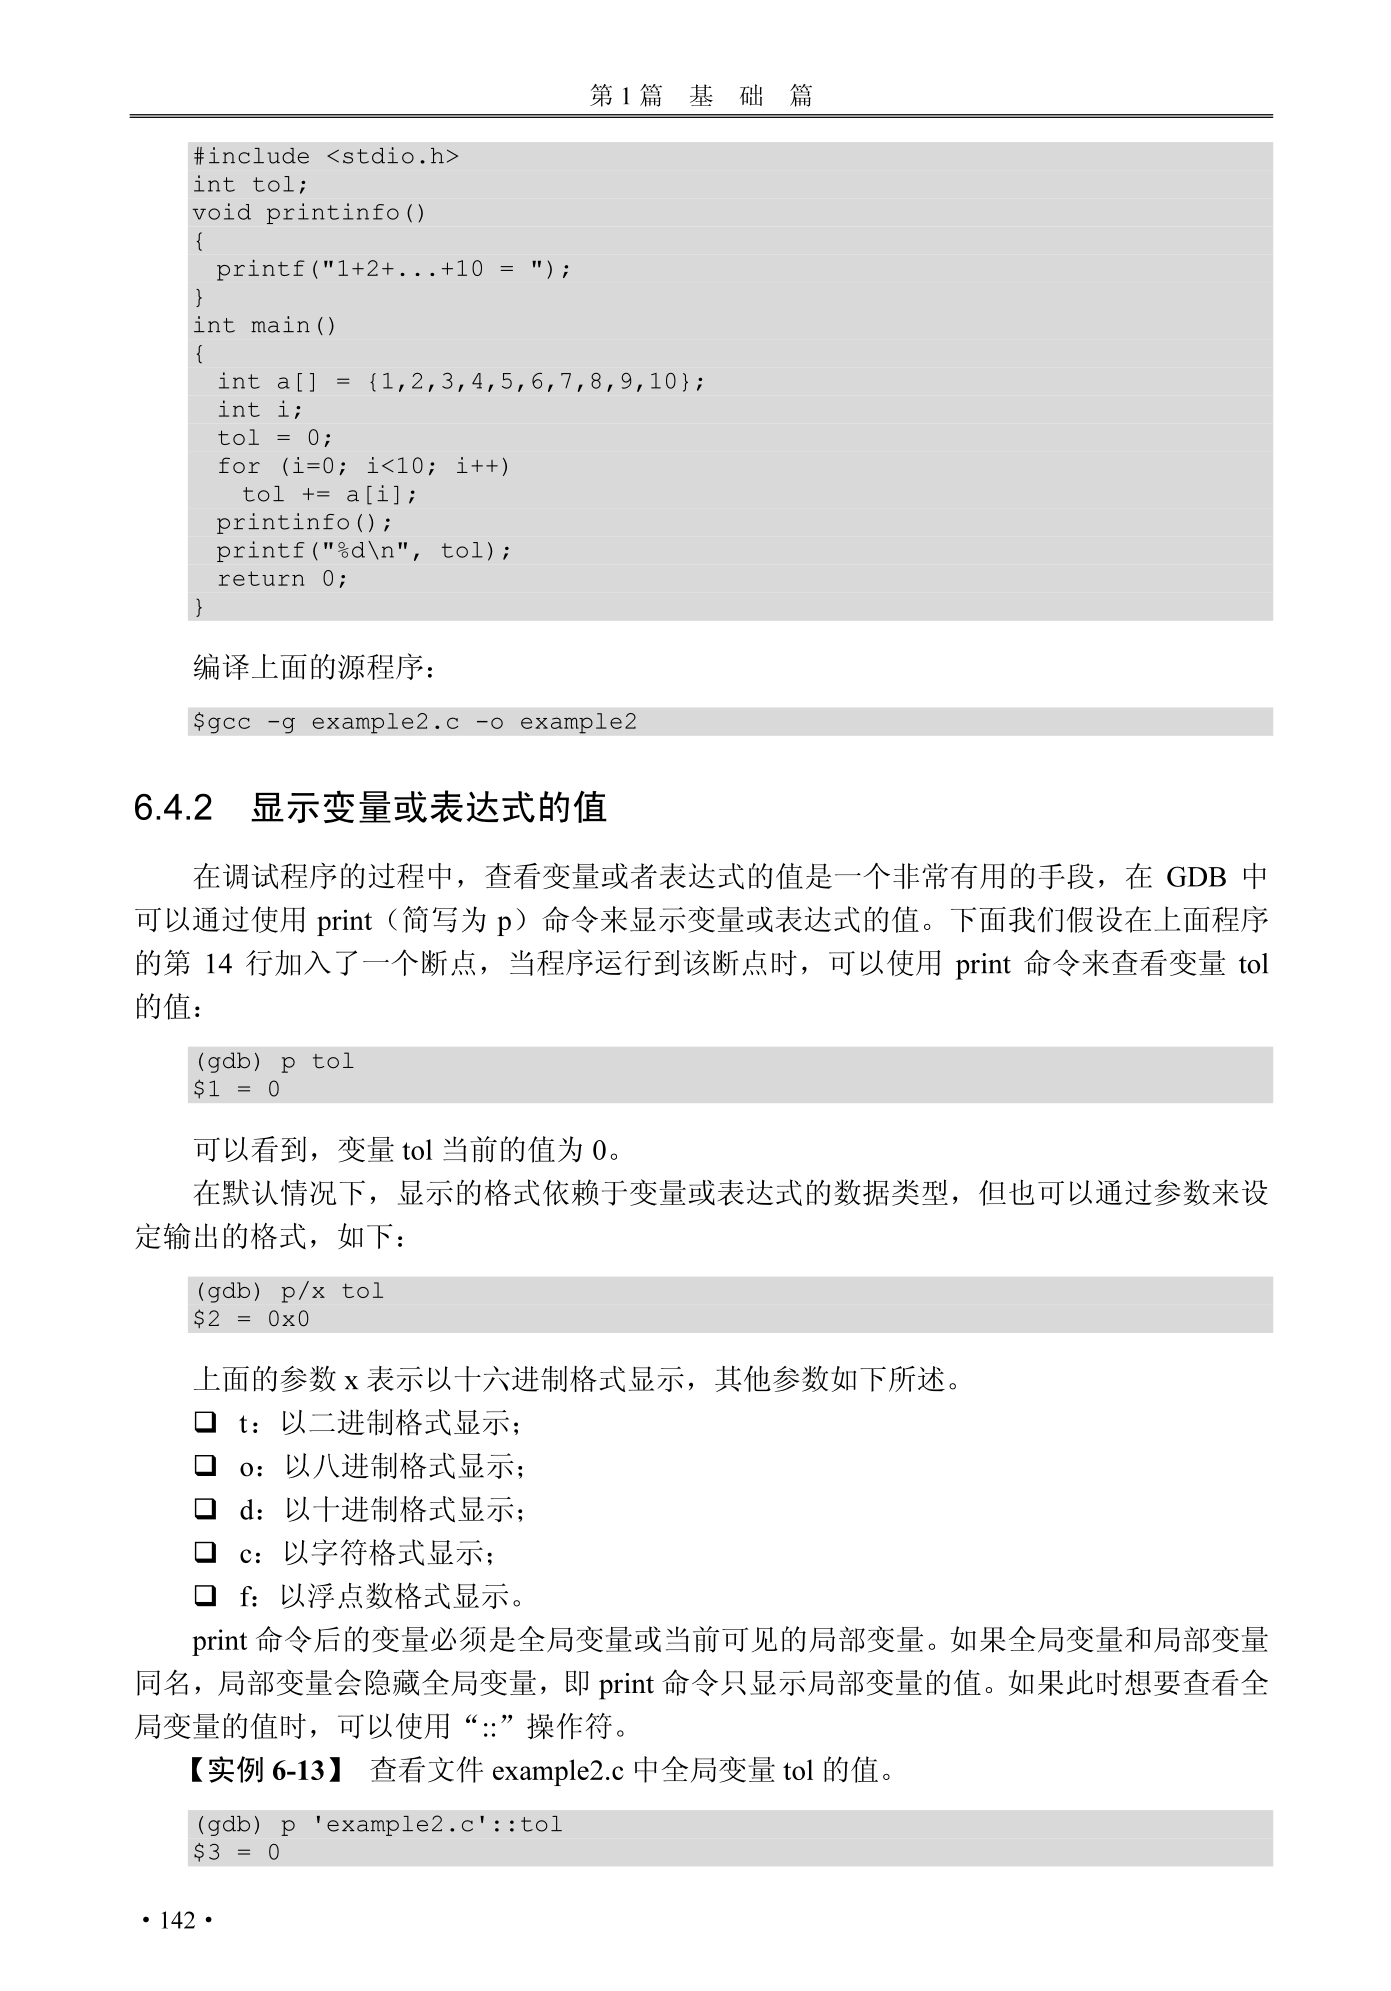 第 1 篇　基　础　篇
#include <stdio.h>
int tol;
void printinfo()
{
  printf("1+2+...+10 = ");
}
int main()
{
  int a[] = {1,2,3,4,5,6,7,8,9,10};
  int i;
  tol = 0;
  for (i=0; i<10; i++)
    tol += a[i];
  printinfo();
  printf("%d\n", tol);
  return 0;
}
编译上面的源程序：
$gcc -g example2.c -o example2
6.4.2　显示变量或表达式的值
在调试程序的过程中，查看变量或者表达式的值是一个非常有用的手段，在 GDB 中
可以通过使用 print（简写为 p）命令来显示变量或表达式的值。下面我们假设在上面程序
的第 14 行加入了一个断点，当程序运行到该断点时，可以使用 print 命令来查看变量 tol
的值：
(gdb) p tol
$1 = 0
可以看到，变量 tol 当前的值为 0。
在默认情况下，显示的格式依赖于变量或表达式的数据类型，但也可以通过参数来设
定输出的格式，如下：
(gdb) p/x tol
$2 = 0x0
上面的参数 x 表示以十六进制格式显示，其他参数如下所述。
❑ t：以二进制格式显示；
❑ o：以八进制格式显示；
❑ d：以十进制格式显示；
❑ c：以字符格式显示；
❑ f：以浮点数格式显示。
print 命令后的变量必须是全局变量或当前可见的局部变量。如果全局变量和局部变量
同名，局部变量会隐藏全局变量，即 print 命令只显示局部变量的值。如果此时想要查看全
局变量的值时，可以使用“::”操作符。
【实例 6-13】 查看文件 example2.c 中全局变量 tol 的值。
(gdb) p 'example2.c'::tol
$3 = 0
· 142 ·